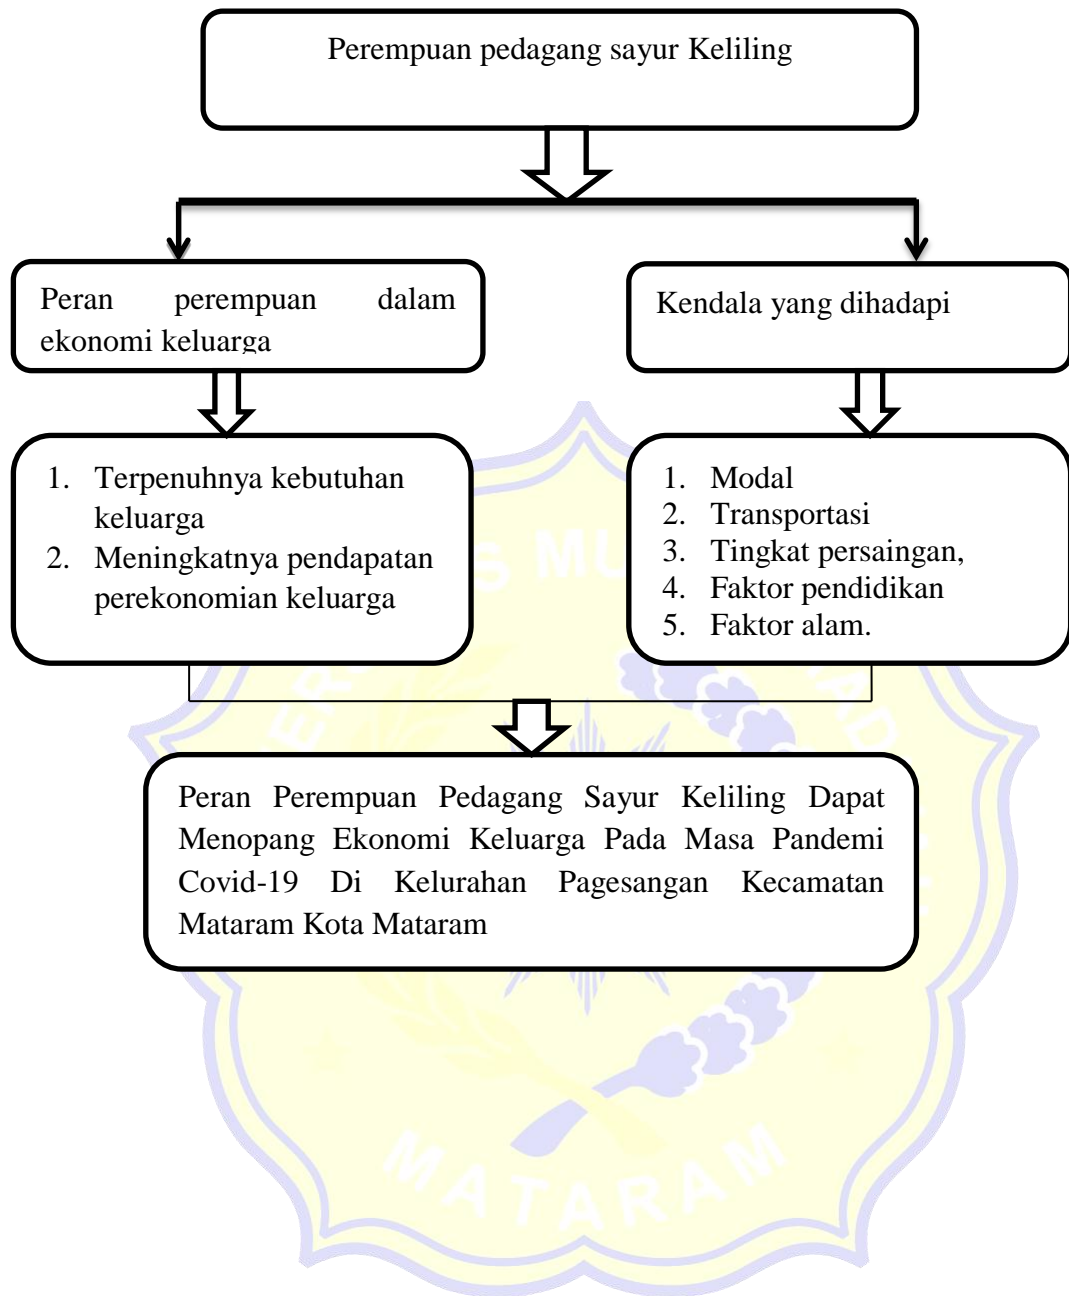 Perempuan pedagang sayur Keliling
Peran perempuan dalam
ekonomi keluarga
Kendala yang dihadapi
1. Terpenuhnya kebutuhan
keluarga
2. Meningkatnya pendapatan
perekonomian keluarga
1. Modal
2. Transportasi
3. Tingkat persaingan,
4. Faktor pendidikan
5. Faktor alam.
Peran Perempuan Pedagang Sayur Keliling Dapat
Menopang Ekonomi Keluarga Pada Masa Pandemi
Covid-19 Di Kelurahan Pagesangan Kecamatan
Mataram Kota Mataram
MATARAM